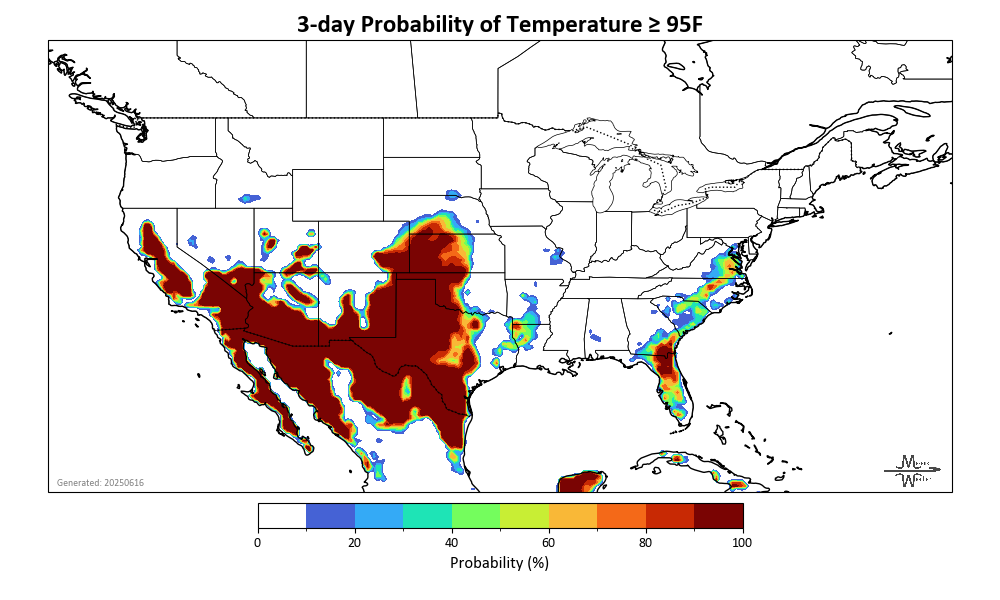 3-day Probability of Temperature ≥ 95F
Generated: 20250616
0 20 40 60 80 100
Probability (%)